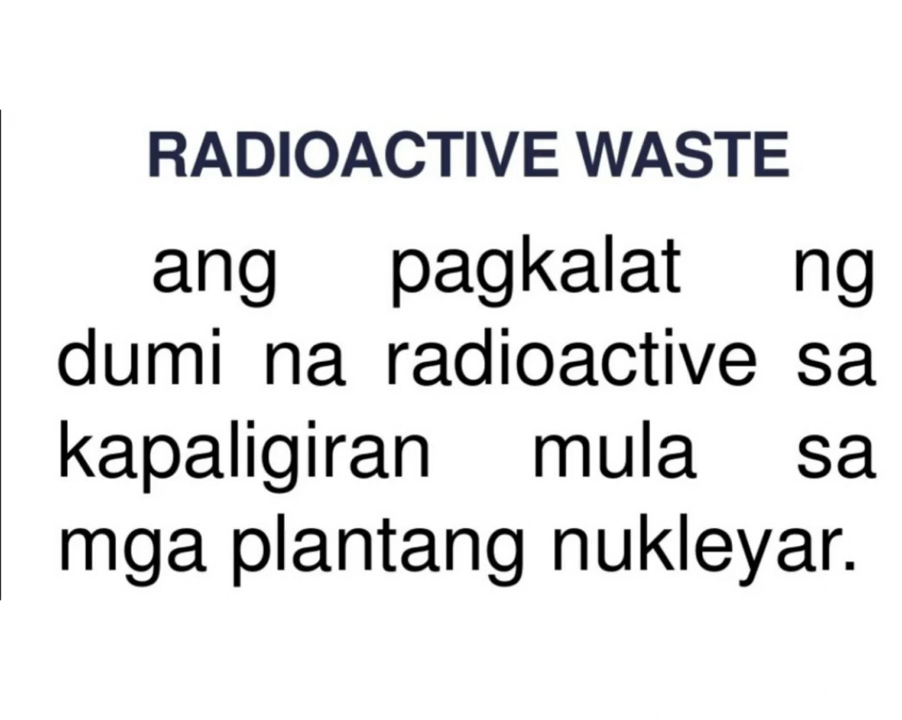 RADIOACTIVE WASTE
ang pagkalat ng
dumi na radioactive sa
kapaligiran mula sa
mga plantang nukleyar.